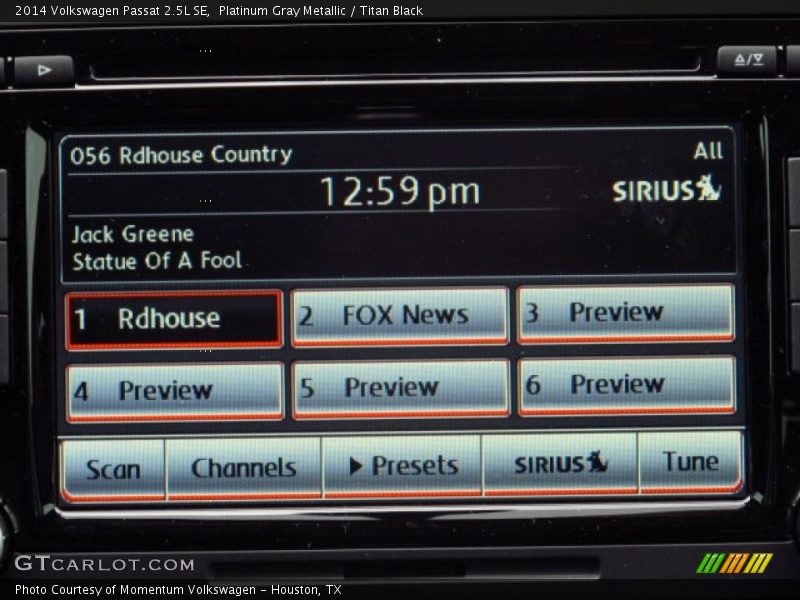 2014 Volkswagen Passat 2.5L SE,  Platinum Gray Metallic / Titan Black
056 Rdhouse Country All
12:59 pm SIRIUS
Jack Greene
Statue Of A Fool
1 Rdhouse 2 FOX News 3 Preview
4 Preview 5 Preview 6 Preview
Scan Channels Presets SIRIUS Tune
GTCARLOT.COM
Photo Courtesy of Momentum Volkswagen - Houston, TX